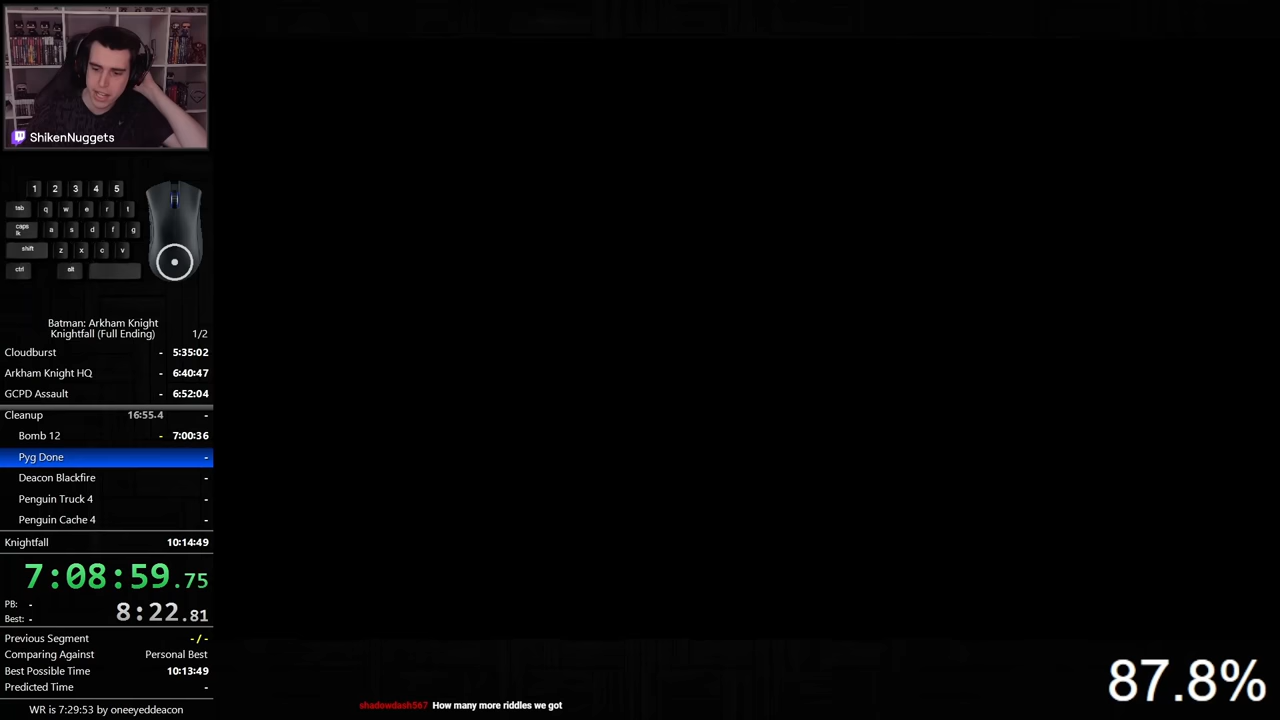 ShikenNuggets
1 2 3 4 5
tab q w e r t
caps lk a s d f g
shift z x c v
ctrl alt
Batman: Arkham Knight
Knightfall (Full Ending) 1/2
Cloudburst - 5:35:02
Arkham Knight HQ - 6:40:47
GCPD Assault - 6:52:04
Cleanup 16:55.4 -
Bomb 12 - 7:00:36
Pyg Done -
Deacon Blackfire -
Penguin Truck 4 -
Penguin Cache 4 -
Knightfall 10:14:49
7:08:59.75
PB: - 8:22.81
Best: -
Previous Segment - / -
Comparing Against Personal Best
Best Possible Time 10:13:49
Predicted Time -
WR is 7:29:53 by oneeyeddeacon
shadowdash567 How many more riddles we got
87.8%